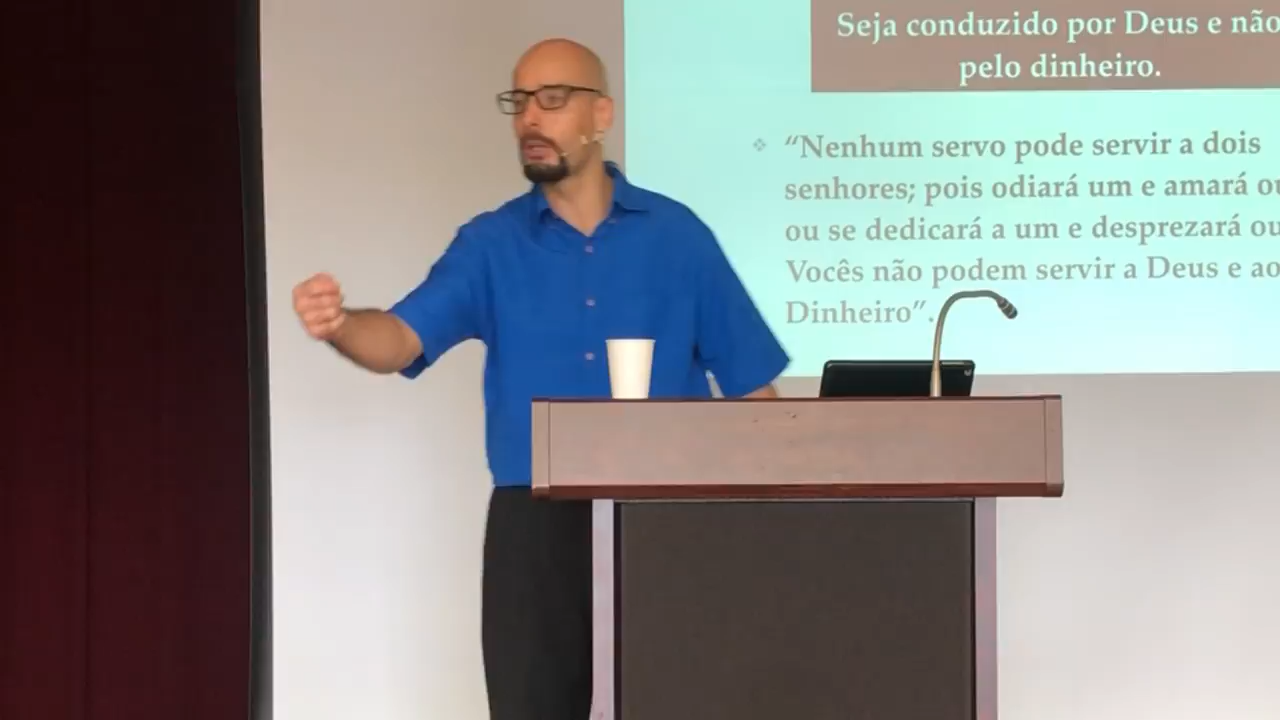 Seja conduzido por Deus e não
pelo dinheiro.
“Nenhum servo pode servir a dois
senhores; pois odiará um e amará
ou se dedicará a um e desprezará
Vocês não podem servir a Deus e ao
Dinheiro”.